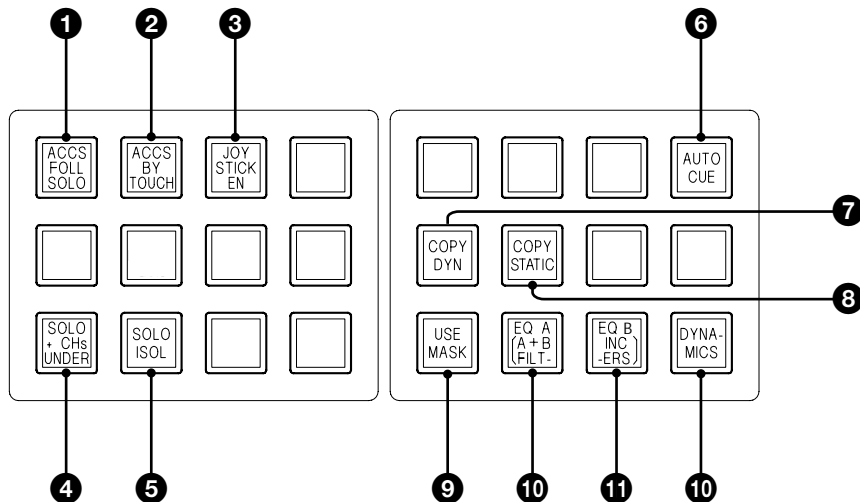 1 2 3 6
ACCS
FOLL
SOLO
ACCS
BY
TOUCH
JOY
STICK
EN
AUTO
CUE
7
COPY
DYN
COPY
STATIC
8
SOLO
+ CHs
UNDER
SOLO
ISOL
USE
MASK
EQ A
(A+B
FILT-
EQ B
INC
-ERS)
DYNA-
MICS
4 5 9 10 11 10